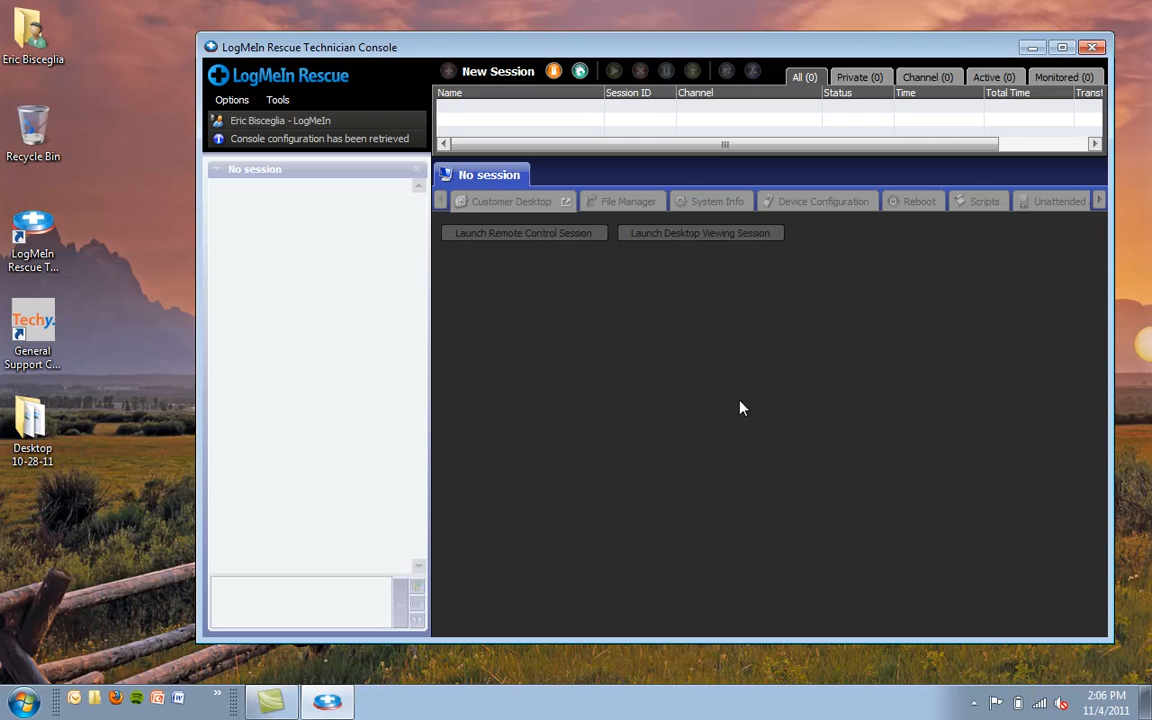 Eric Bisceglia
Recycle Bin
LogMeIn
Rescue T...
Techy.
General
Support C...
Desktop
10-28-11
LogMeIn Rescue Technician Console
LogMeIn Rescue
Options Tools
Eric Bisceglia - LogMeIn
Console configuration has been retrieved
New Session
All (0) Private (0) Channel (0) Active (0) Monitored (0)
Name Session ID Channel Status Time Total Time Transf
No session
No session
Customer Desktop File Manager System Info Device Configuration Reboot Scripts Unattended
Launch Remote Control Session Launch Desktop Viewing Session
2:06 PM
11/4/2011